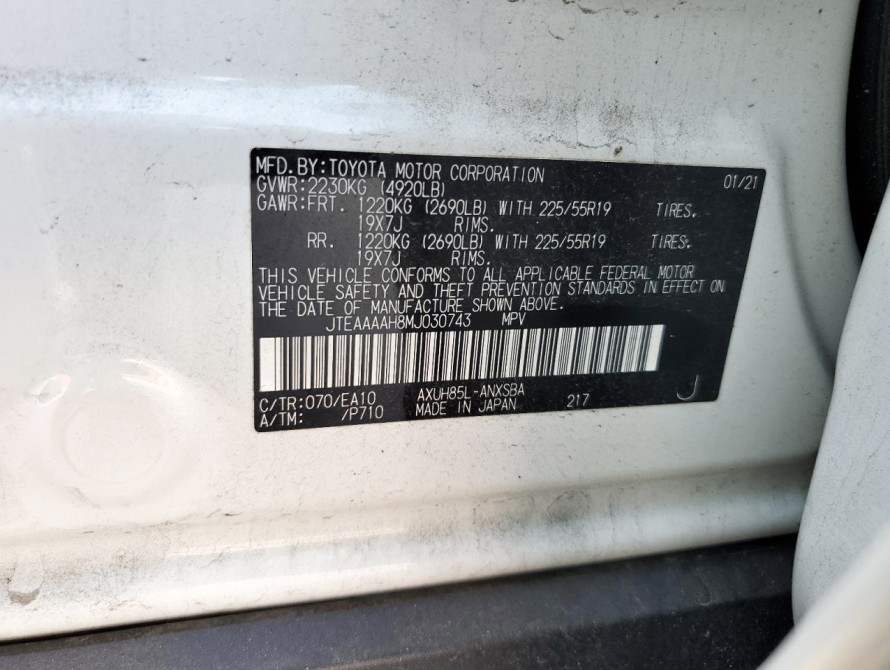 MFD.BY:TOYOTA MOTOR CORPORATION 01/21
GVWR:2230KG (4920LB)
GAWR:FRT. 1220KG (2690LB) WITH 225/55R19 TIRES.
19X7J RIMS.
RR. 1220KG (2690LB) WITH 225/55R19 TIRES.
19X7J RIMS.
THIS VEHICLE CONFORMS TO ALL APPLICABLE FEDERAL MOTOR
VEHICLE SAFETY AND THEFT PREVENTION STANDARDS IN EFFECT ON
THE DATE OF MANUFACTURE SHOWN ABOVE.
JTEAAAAH8MJ030743 MPV
C/TR:070/EA10 AXUH85L-ANXSBA
A/TM: /P710 MADE IN JAPAN 217 J